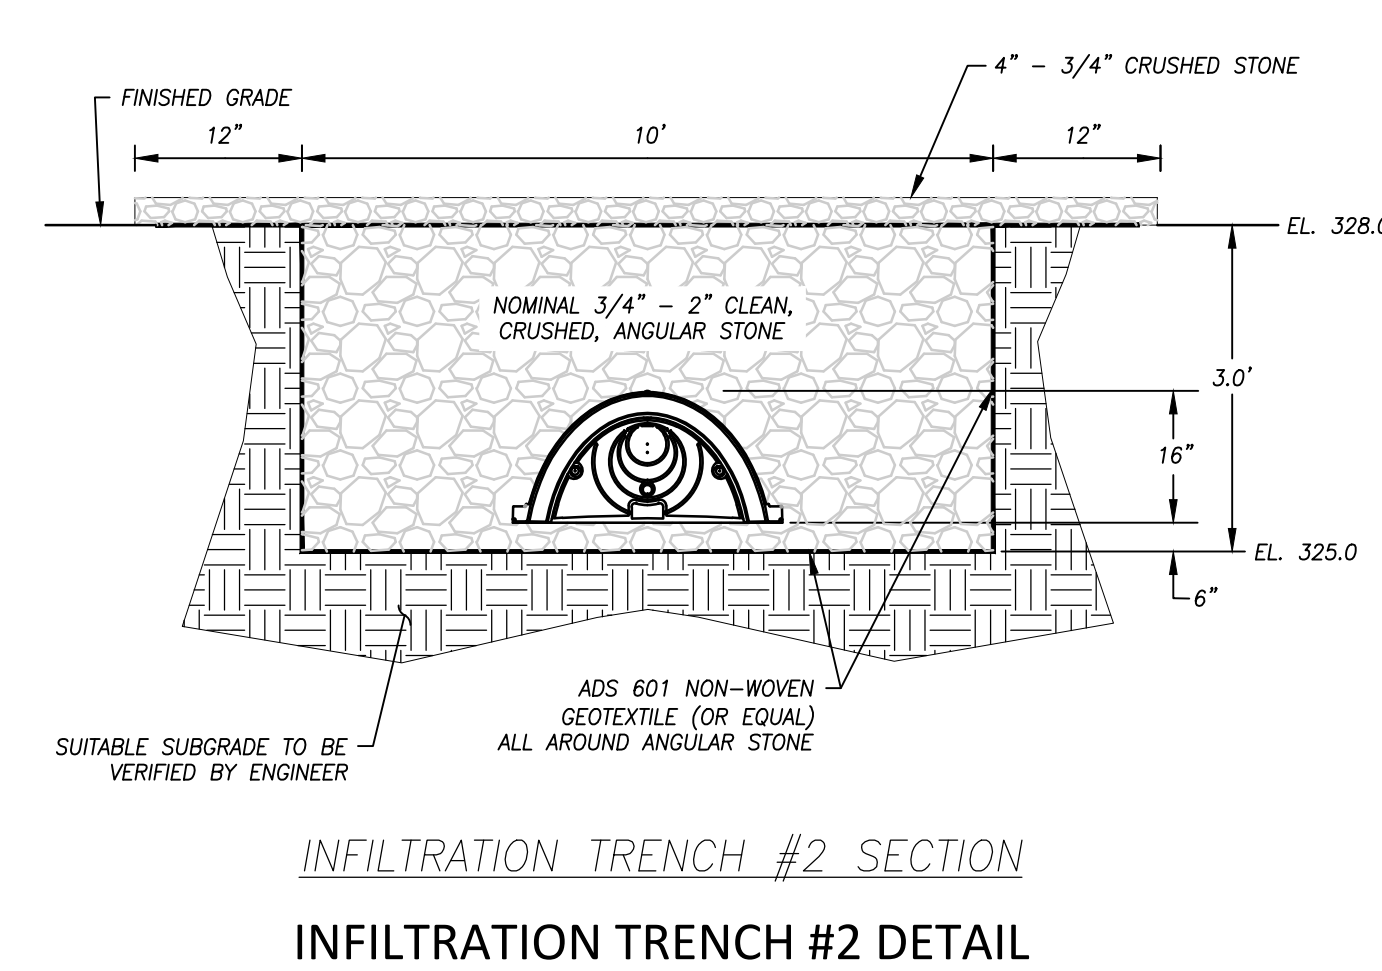 4" - 3/4" CRUSHED STONE
FINISHED GRADE
12"
10'
12"
EL. 328.0
NOMINAL 3/4" - 2" CLEAN,
CRUSHED, ANGULAR STONE
3.0'
16"
EL. 325.0
6"
ADS 601 NON-WOVEN
GEOTEXTILE (OR EQUAL)
ALL AROUND ANGULAR STONE
SUITABLE SUBGRADE TO BE
VERIFIED BY ENGINEER
INFILTRATION TRENCH #2 SECTION
INFILTRATION TRENCH #2 DETAIL